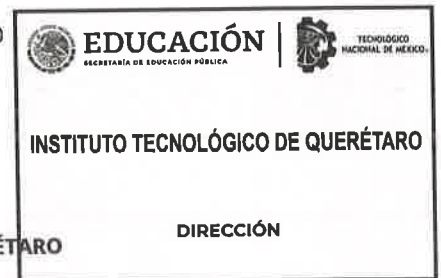 EDUCACIÓN
SECRETARÍA DE EDUCACIÓN PÚBLICA
TECNOLÓGICO
NACIONAL DE MÉXICO®
INSTITUTO TECNOLÓGICO DE QUERÉTARO
DIRECCIÓN
ÉTARO